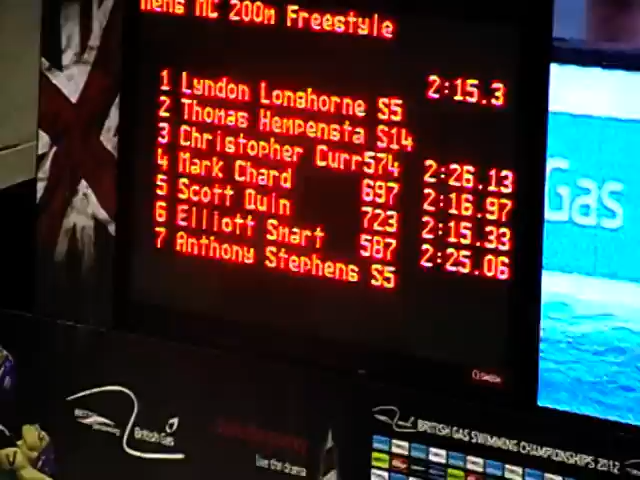 Mens MC 200m Freestyle
2:15.3
1 Lyndon Longhorne S5
2 Thomas Hempensta S14
3 Christopher Curr574 2:26.13
4 Mark Chard 697 2:16.97
5 Scott Quin 723 2:15.33
6 Elliott Smart 587 2:25.06
7 Anthony Stephens S5
Gas
British Gas
live the drama
BRITISH GAS SWIMMING CHAMPIONSHIPS 2012